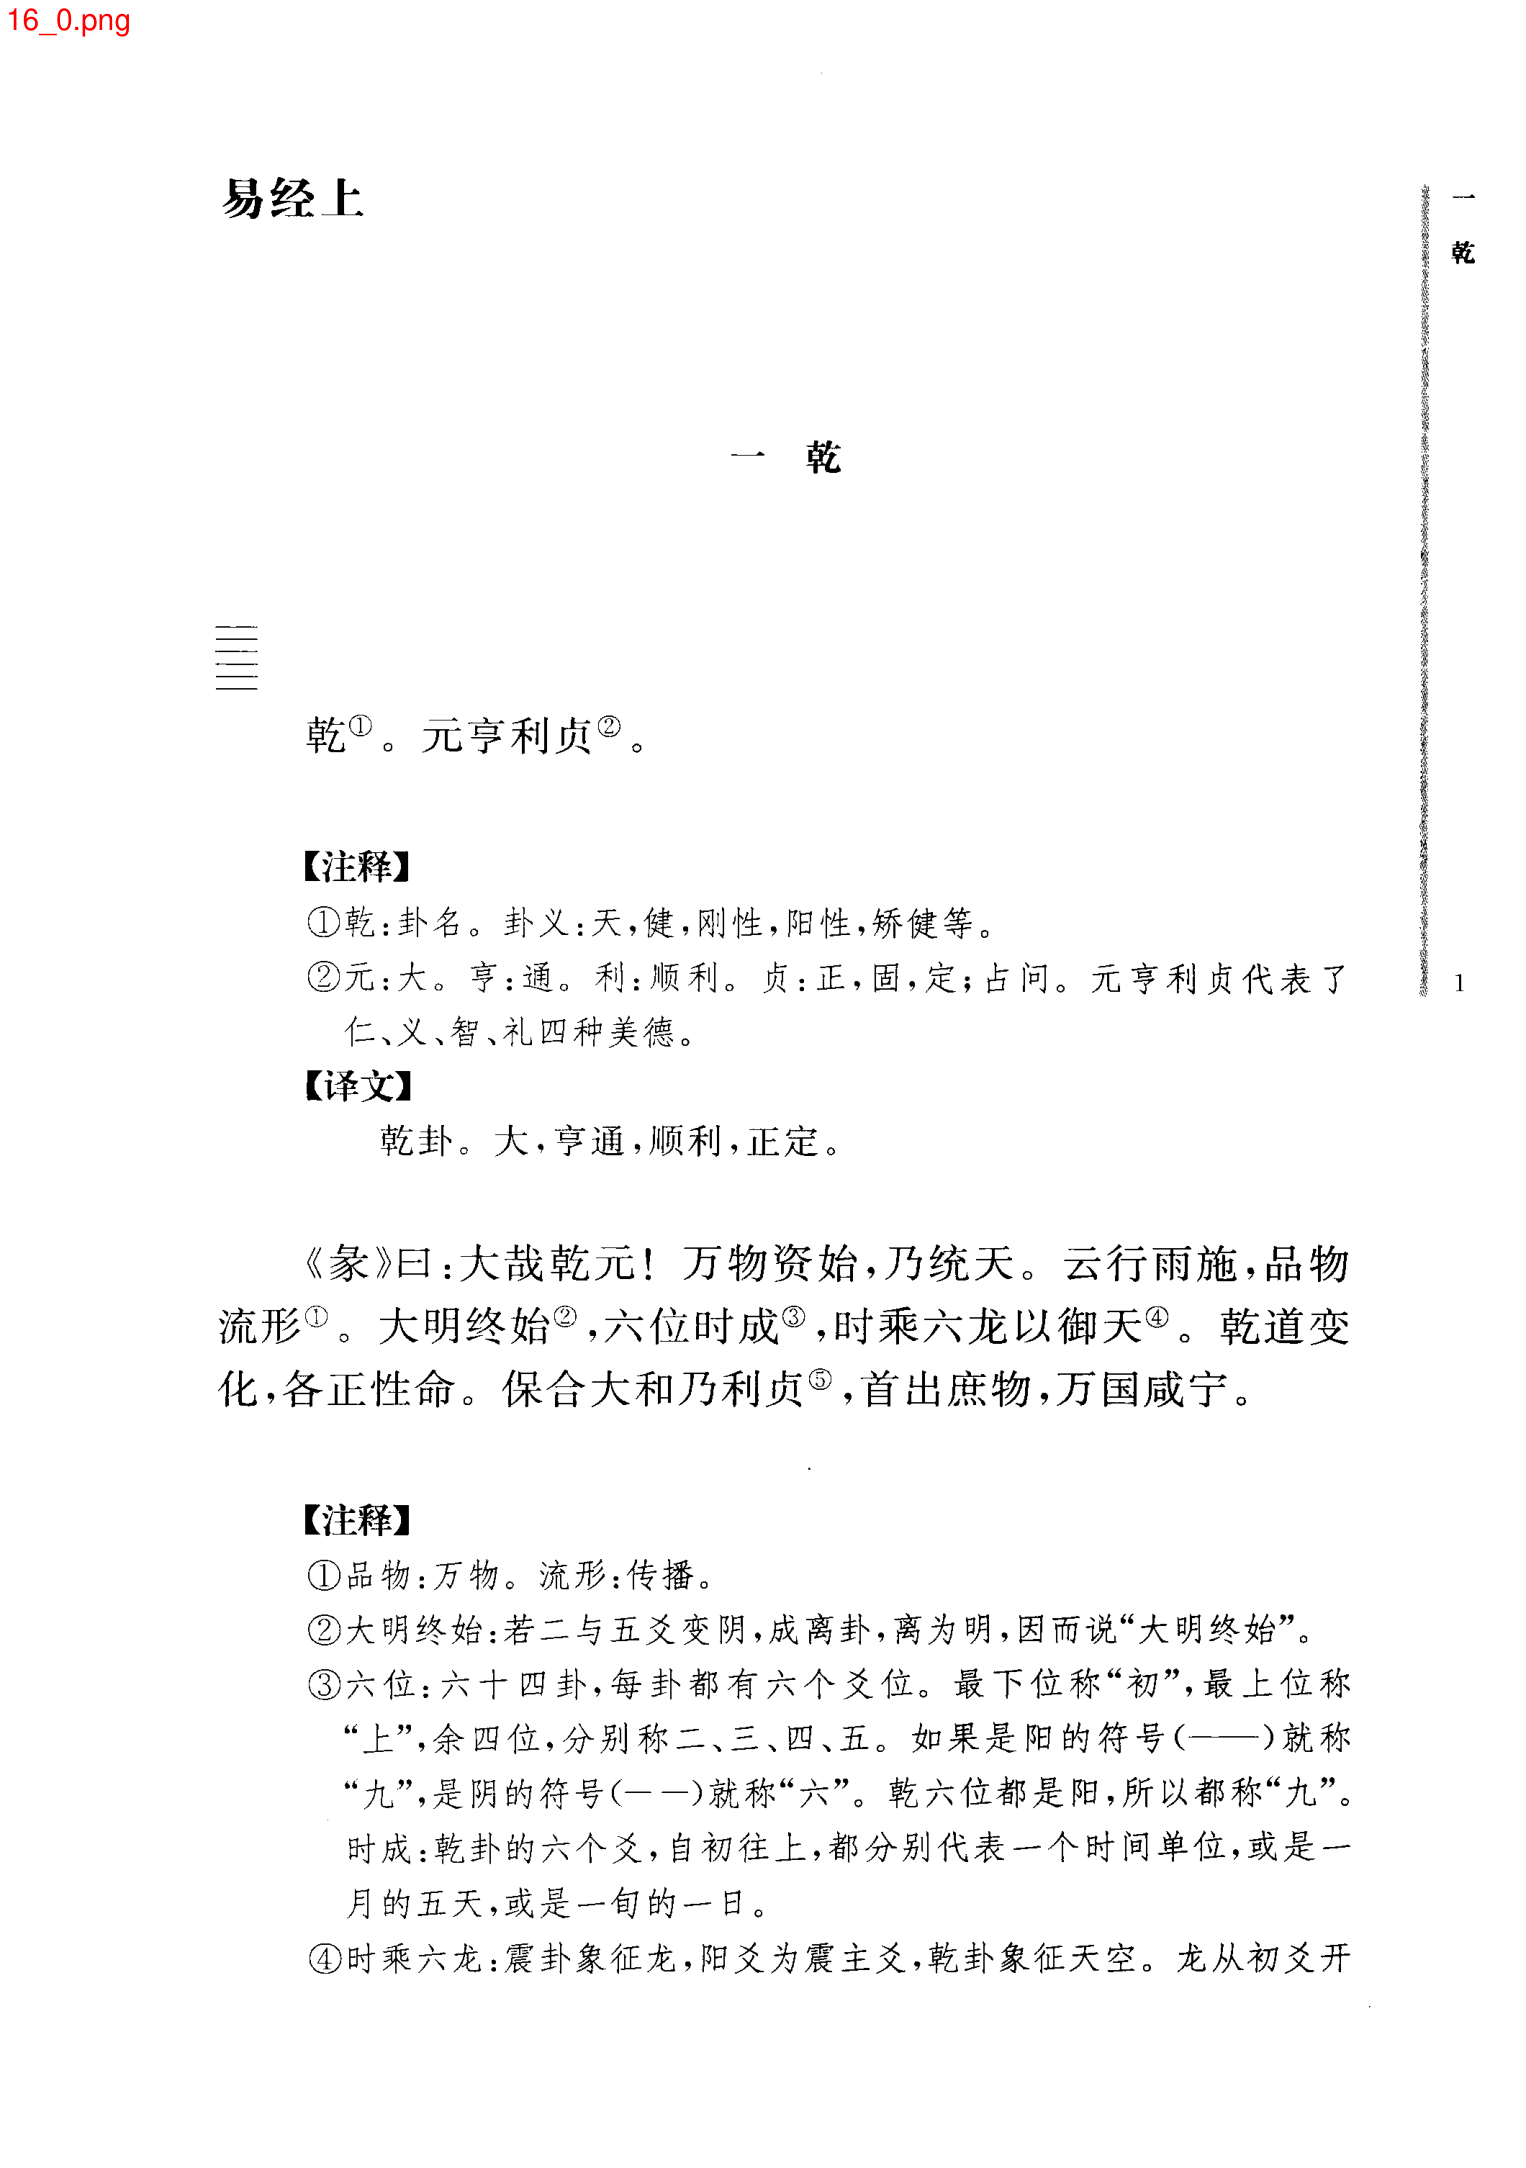 16_0.png
易经上
一
乾
一 乾
乾①。元亨利贞②。
【注释】
①乾:卦名。卦义:天,健,刚性,阳性,矫健等。
②元:大。亨:通。利:顺利。贞:正,固,定;占问。元亨利贞代表了
仁、义、智、礼四种美德。
1
【译文】
乾卦。大,亨通,顺利,正定。
《彖》曰:大哉乾元! 万物资始,乃统天。云行雨施,品物
流形①。大明终始②,六位时成③,时乘六龙以御天④。乾道变
化,各正性命。保合大和乃利贞⑤,首出庶物,万国咸宁。
【注释】
①品物:万物。流形:传播。
②大明终始:若二与五爻变阴,成离卦,离为明,因而说“大明终始”。
③六位:六十四卦,每卦都有六个爻位。最下位称“初”,最上位称
“上”,余四位,分别称二、三、四、五。如果是阳的符号(——)就称
“九”,是阴的符号(— —)就称“六”。乾六位都是阳,所以都称“九”。
时成:乾卦的六个爻,自初往上,都分别代表一个时间单位,或是一
月的五天,或是一旬的一日。
④时乘六龙:震卦象征龙,阳爻为震主爻,乾卦象征天空。龙从初爻开